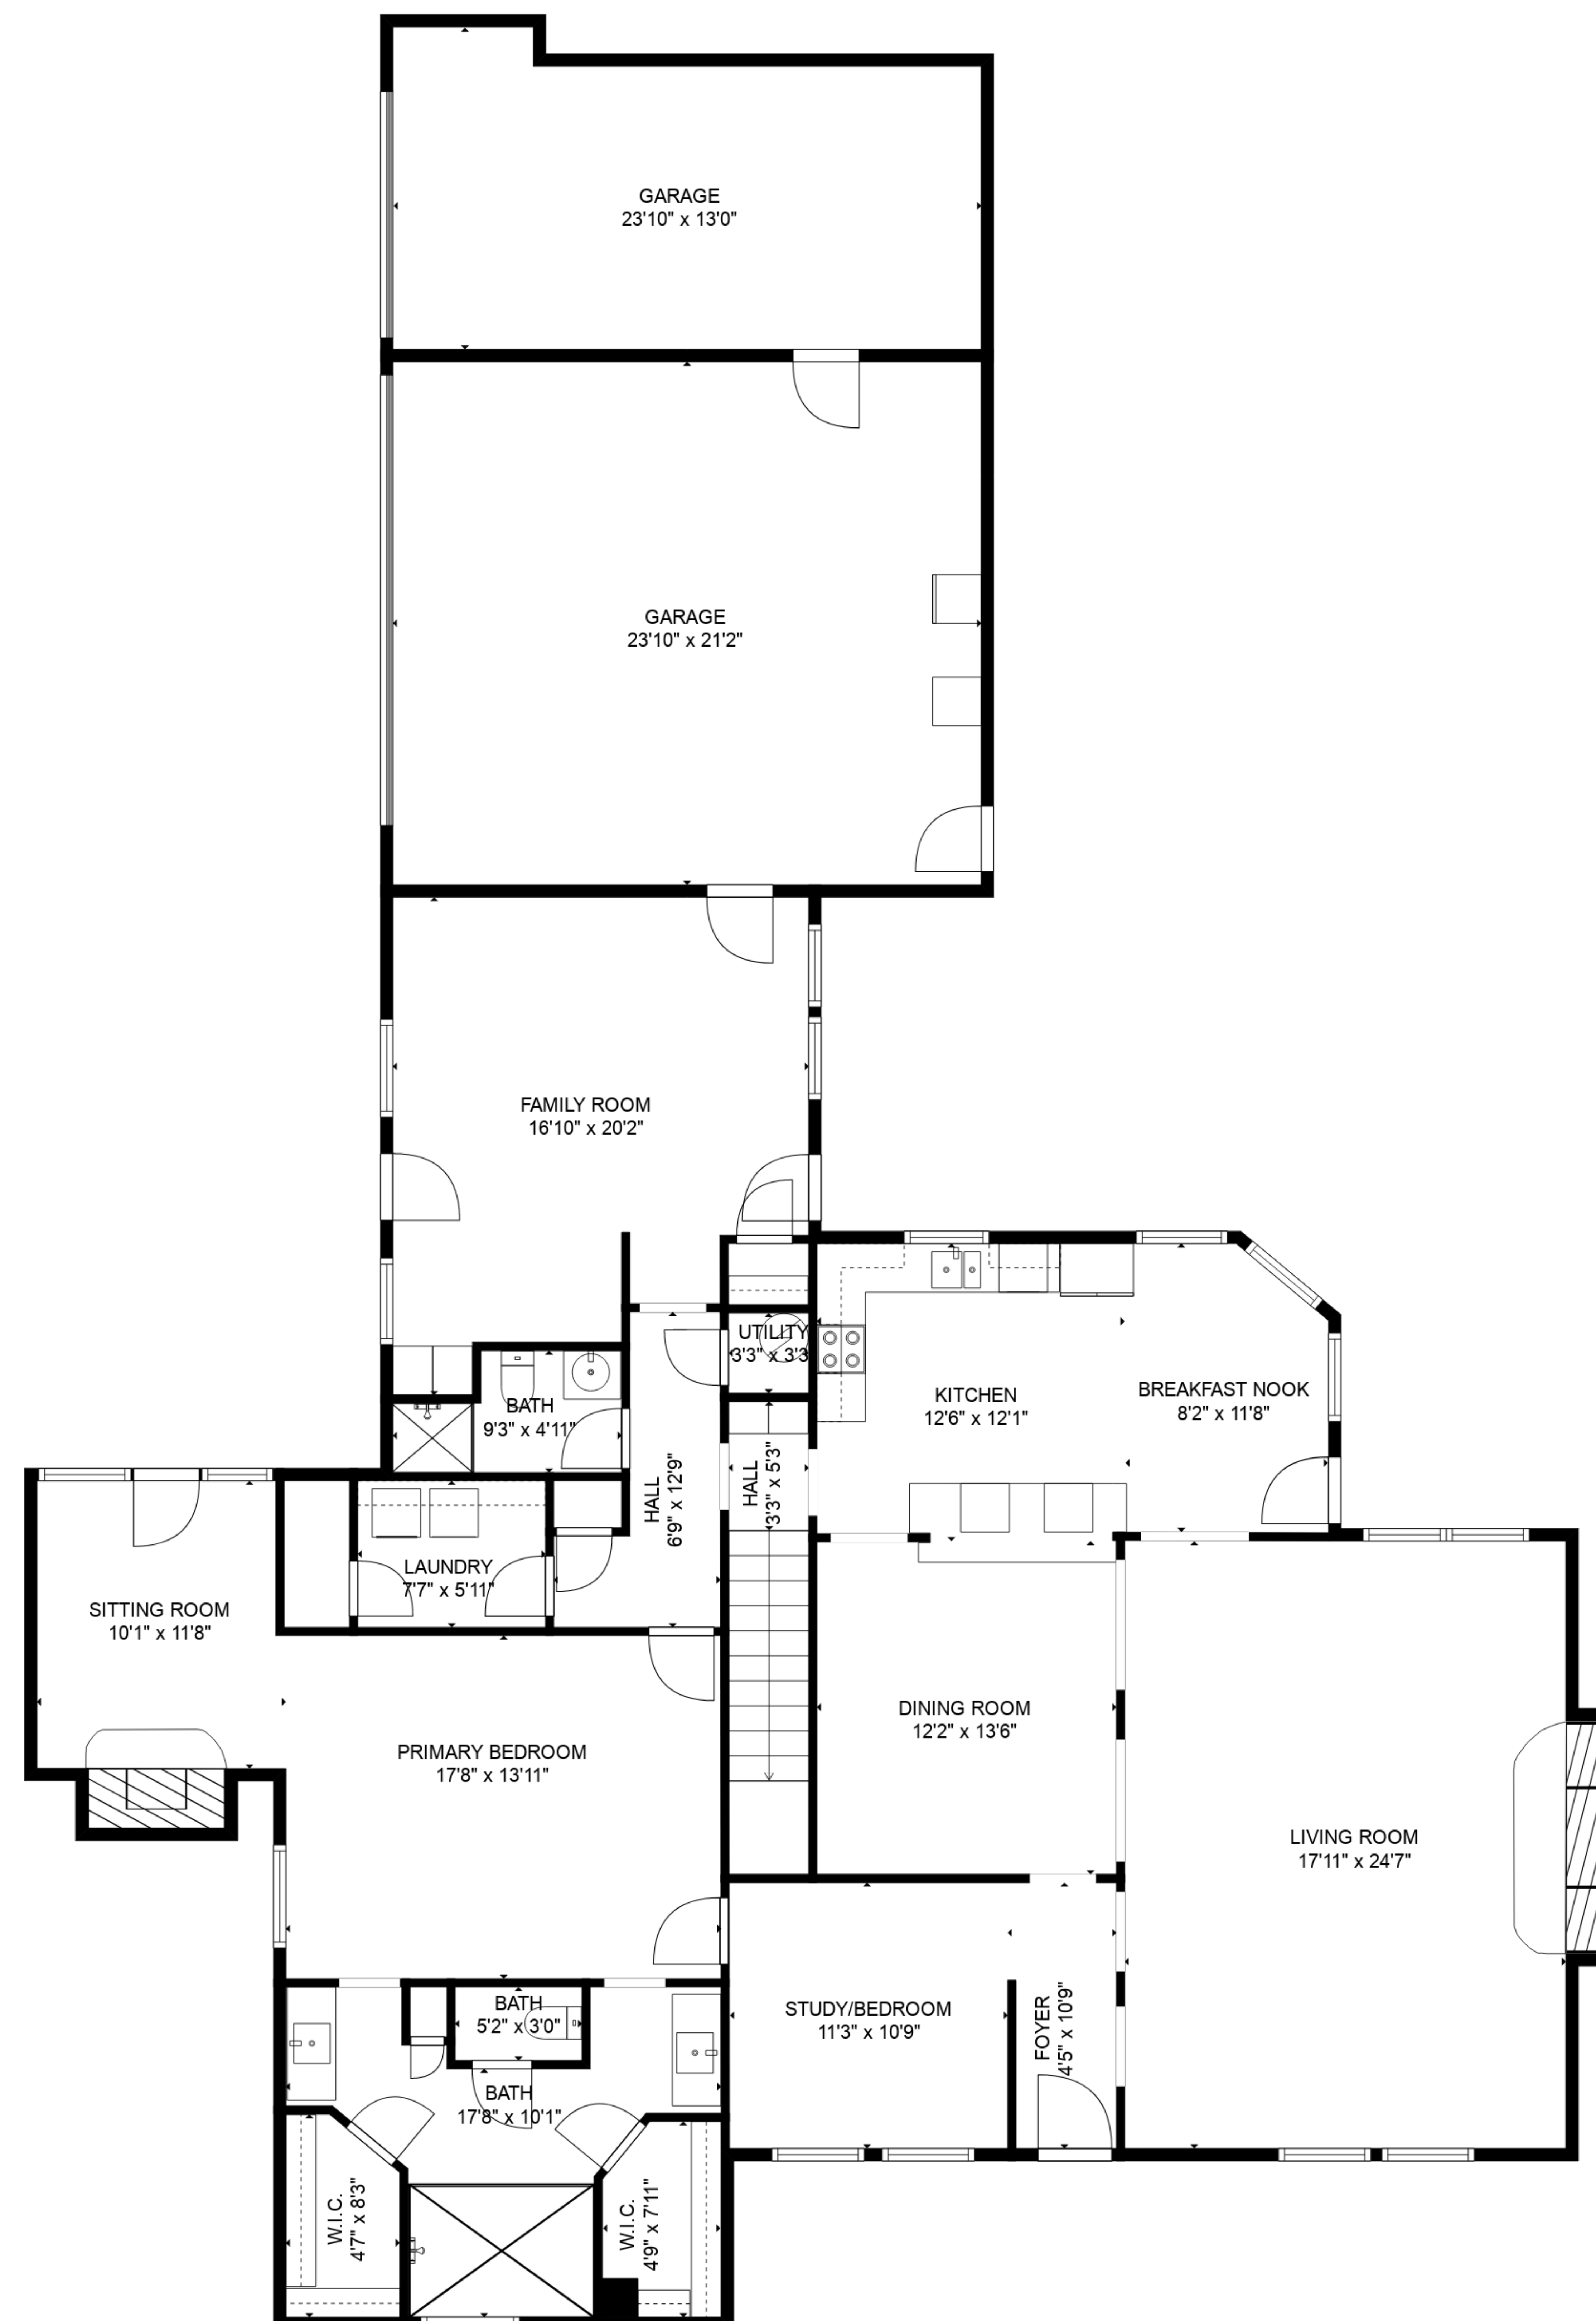 GARAGE
23'10" x 13'0"
GARAGE
23'10" x 21'2"
FAMILY ROOM
16'10" x 20'2"
UTILITY
3'3" x 3'3
KITCHEN
12'6" x 12'1"
BREAKFAST NOOK
8'2" x 11'8"
BATH
9'3" x 4'11"
HALL
6'9" x 12'9"
HALL
3'3" x 5'3"
LAUNDRY
7'7" x 5'11"
SITTING ROOM
10'1" x 11'8"
PRIMARY BEDROOM
17'8" x 13'11"
DINING ROOM
12'2" x 13'6"
LIVING ROOM
17'11" x 24'7"
BATH
5'2" x 3'0"
STUDY/BEDROOM
11'3" x 10'9"
FOYER
4'5" x 10'9"
BATH
17'8" x 10'1"
W.I.C.
4'7" x 8'3"
W.I.C.
4'9" x 7'11"